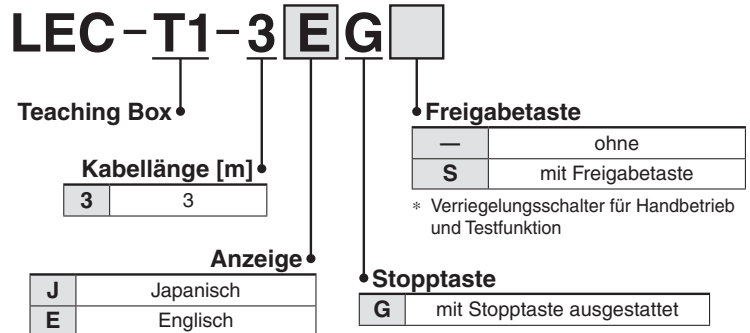 LEC-T1-3EG
Teaching Box
Freigabetaste
— ohne
S mit Freigabetaste
* Verriegelungsschalter für Handbetrieb
und Testfunktion
Kabellänge [m]
3 3
Anzeige
J Japanisch
E Englisch
Stopptaste
G mit Stopptaste ausgestattet